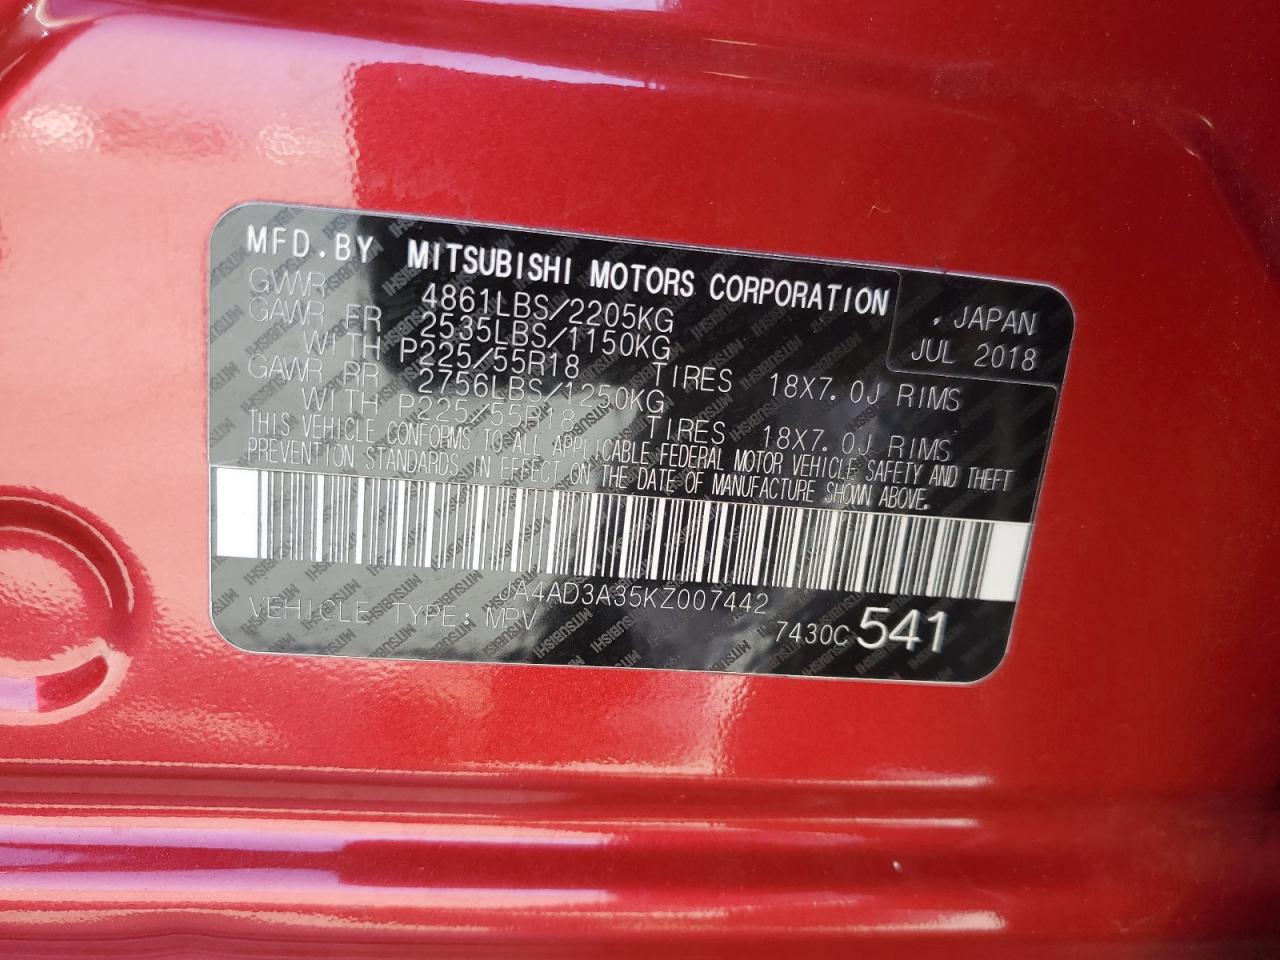 MFD.BY MITSUBISHI MOTORS CORPORATION
JAPAN
JUL 2018
GVWR 4861LBS/2205KG
GAWR FR 2535LBS/1150KG
WITH P225/55R18 TIRES 18X7.0J RIMS
GAWR RR 2756LBS/1250KG
WITH P225/55R18 TIRES 18X7.0J RIMS
THIS VEHICLE CONFORMS TO ALL APPLICABLE FEDERAL MOTOR VEHICLE SAFETY AND THEFT
PREVENTION STANDARDS IN EFFECT ON THE DATE OF MANUFACTURE SHOWN ABOVE.
JA4AD3A35KZ007442
VEHICLE TYPE: MPV
7430C 541